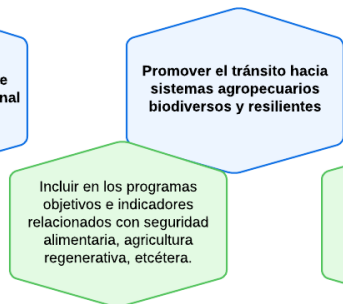 Promover el tránsito hacia
sistemas agropecuarios
biodiversos y resilientes
Incluir en los programas
objetivos e indicadores
relacionados con seguridad
alimentaria, agricultura
regenerativa, etcétera.